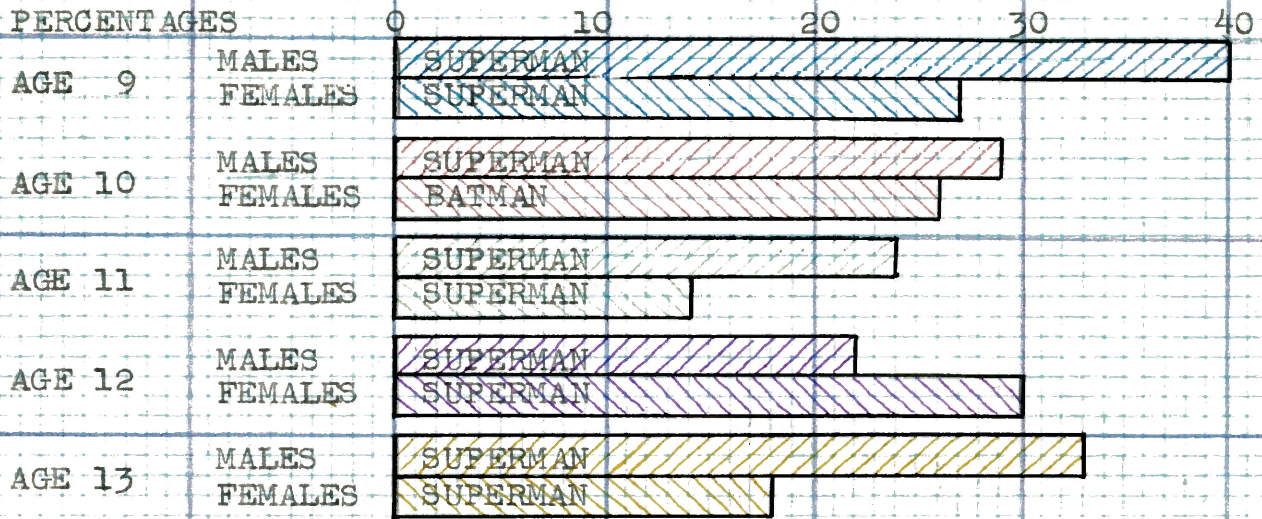 PERCENTAGES 0 10 20 30 40
AGE 9
MALES SUPERMAN
FEMALES SUPERMAN
AGE 10
MALES SUPERMAN
FEMALES BATMAN
AGE 11
MALES SUPERMAN
FEMALES SUPERMAN
AGE 12
MALES SUPERMAN
FEMALES SUPERMAN
AGE 13
MALES SUPERMAN
FEMALES SUPERMAN